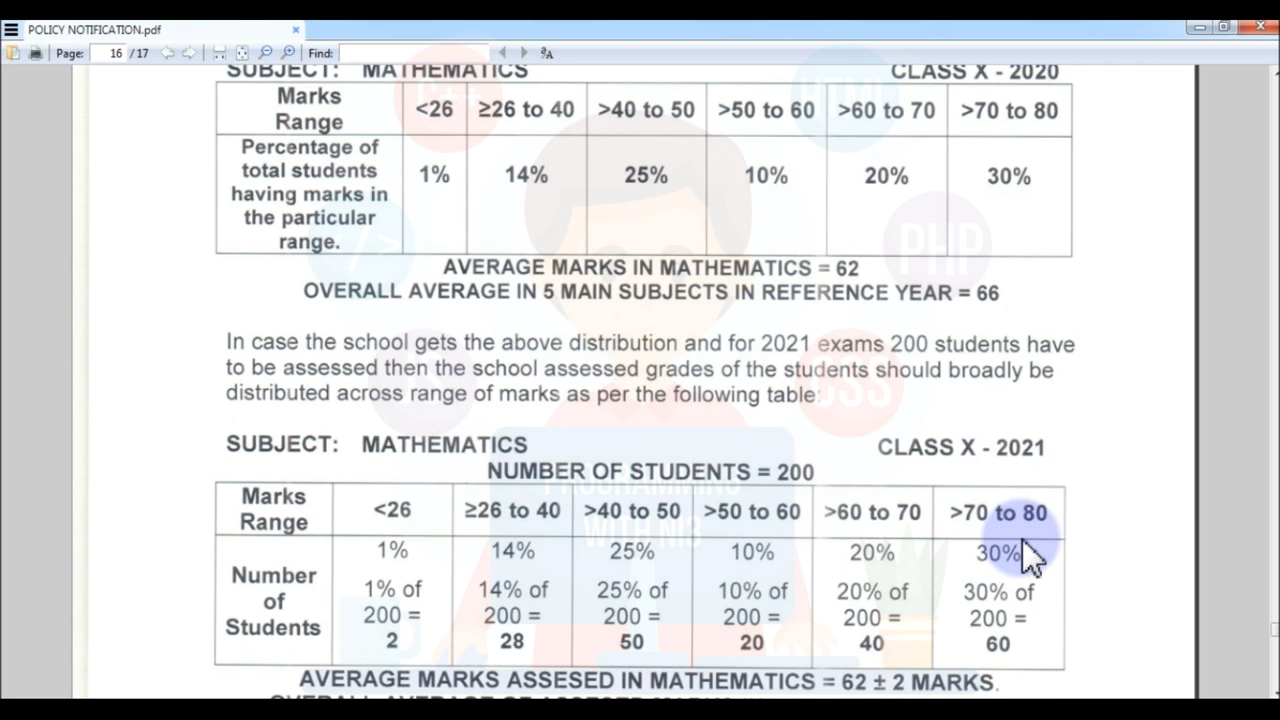 POLICY NOTIFICATION.pdf
Page: 16 / 17 Find:
SUBJECT: MATHEMATICS CLASS X - 2020
Marks Range <26 ≥26 to 40 >40 to 50 >50 to 60 >60 to 70 >70 to 80
Percentage of total students having marks in the particular range. 1% 14% 25% 10% 20% 30%
AVERAGE MARKS IN MATHEMATICS = 62
OVERALL AVERAGE IN 5 MAIN SUBJECTS IN REFERENCE YEAR = 66
In case the school gets the above distribution and for 2021 exams 200 students have
to be assessed then the school assessed grades of the students should broadly be
distributed across range of marks as per the following table:
SUBJECT: MATHEMATICS CLASS X - 2021
NUMBER OF STUDENTS = 200
Marks Range <26 ≥26 to 40 >40 to 50 >50 to 60 >60 to 70 >70 to 80
Number of Students
1% 14% 25% 10% 20% 30%
1% of 14% of 25% of 10% of 20% of 30% of
200 = 200 = 200 = 200 = 200 = 200 =
2 28 50 20 40 60
AVERAGE MARKS ASSESED IN MATHEMATICS = 62 ± 2 MARKS.
C++
HTML
</>
PHP
JS
CSS
PROGRAMMING
WITH NI3